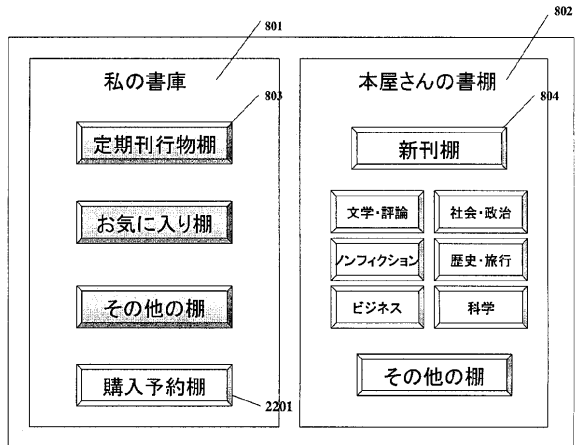 801
802
私の書庫
803
定期刊行物棚
お気に入り棚
その他の棚
購入予約棚
2201
本屋さんの書棚
804
新刊棚
文学・評論
社会・政治
ノンフィクション
歴史・旅行
ビジネス
科学
その他の棚